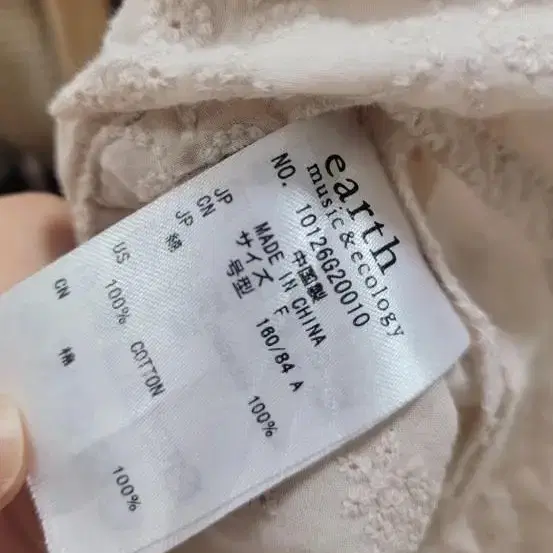 earth
music & ecology
NO. 10126G20010
中国製
MADE IN CHINA
JP サイズ F
CN 号型 160/84 A
JP 綿 100%
US 100% COTTON
CN 棉 100%